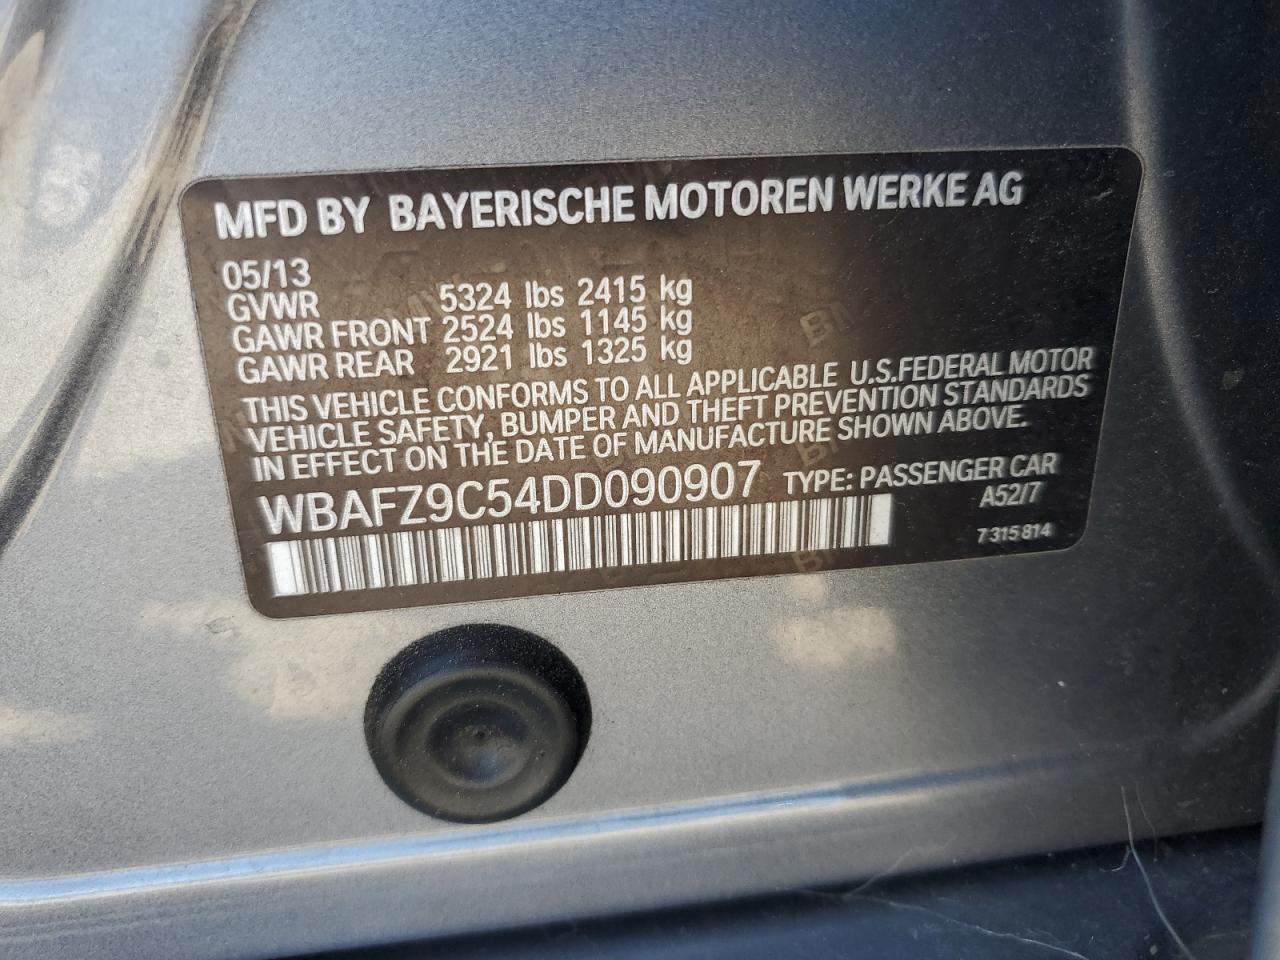 MFD BY BAYERISCHE MOTOREN WERKE AG
05/13
GVWR 5324 lbs 2415 kg
GAWR FRONT 2524 lbs 1145 kg
GAWR REAR 2921 lbs 1325 kg
THIS VEHICLE CONFORMS TO ALL APPLICABLE U.S.FEDERAL MOTOR
VEHICLE SAFETY, BUMPER AND THEFT PREVENTION STANDARDS
IN EFFECT ON THE DATE OF MANUFACTURE SHOWN ABOVE.
WBAFZ9C54DD090907 TYPE: PASSENGER CAR
A52/7
7 315 814